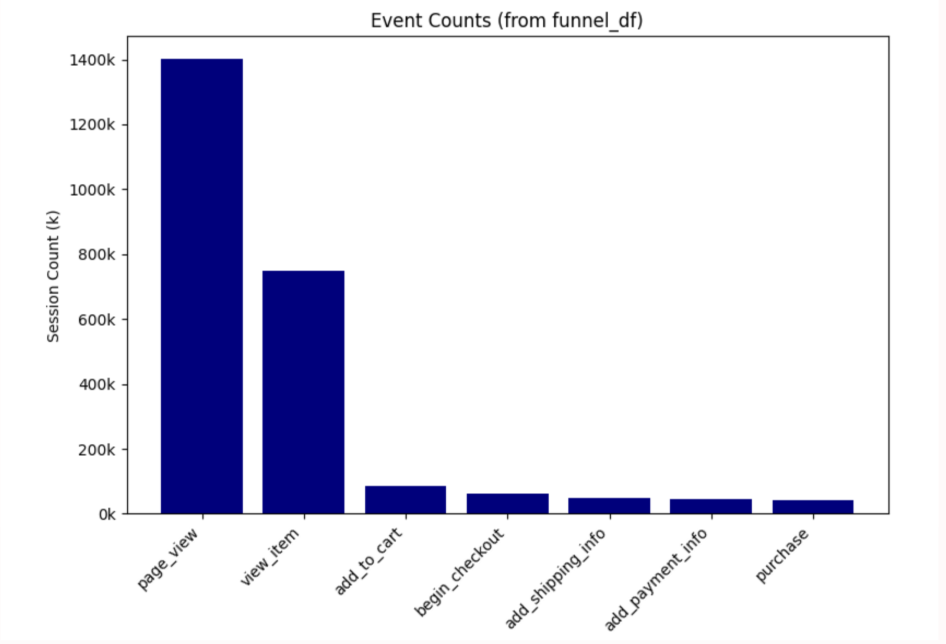 Event Counts (from funnel_df)
Session Count (k)
1400k
1200k
1000k
800k
600k
400k
200k
0k
page_view
view_item
add_to_cart
begin_checkout
add_shipping_info
add_payment_info
purchase